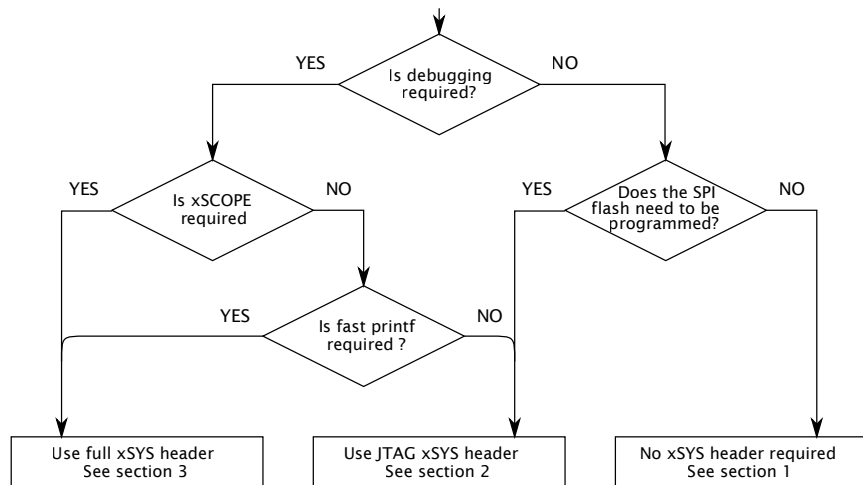 YES
NO
Is debugging
required?
YES
NO
Is xSCOPE
required
YES
NO
Does the SPI
flash need to be
programmed?
YES
NO
Is fast printf
required ?
Use full xSYS header
See section 3
Use JTAG xSYS header
See section 2
No xSYS header required
See section 1